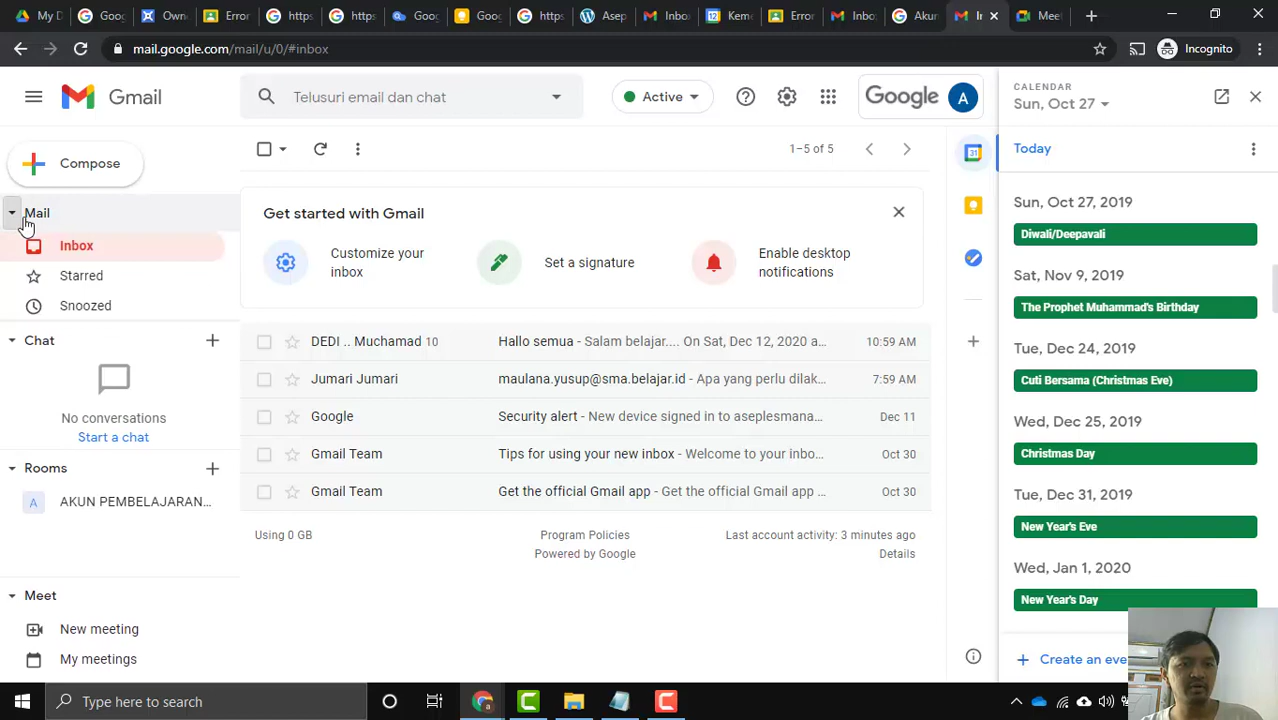 My D
Goo
Own
Error
https
https
Goog
Goog
https
Asep
Inbo
Keme
Error
Inbo
Akun
In
Meet
mail.google.com/mail/u/0/#inbox
Incognito
Gmail
Telusuri email dan chat
Active
Google
A
CALENDAR
Sun, Oct 27
Compose
1–5 of 5
Today
Mail
Inbox
Starred
Snoozed
Chat
No conversations
Start a chat
Rooms
A AKUN PEMBELAJARAN...
Meet
New meeting
My meetings
Get started with Gmail
Customize your
inbox
Set a signature
Enable desktop
notifications
DEDI .. Muchamad 10 Hallo semua - Salam belajar.... On Sat, Dec 12, 2020 a... 10:59 AM
Jumari Jumari maulana.yusup@sma.belajar.id - Apa yang perlu dilak... 7:59 AM
Google Security alert - New device signed in to aseplesmana... Dec 11
Gmail Team Tips for using your new inbox - Welcome to your inbo... Oct 30
Gmail Team Get the official Gmail app - Get the official Gmail app ... Oct 30
Using 0 GB
Program Policies
Powered by Google
Last account activity: 3 minutes ago
Details
31
Sun, Oct 27, 2019
Diwali/Deepavali
Sat, Nov 9, 2019
The Prophet Muhammad's Birthday
Tue, Dec 24, 2019
Cuti Bersama (Christmas Eve)
Wed, Dec 25, 2019
Christmas Day
Tue, Dec 31, 2019
New Year's Eve
Wed, Jan 1, 2020
New Year's Day
Create an eve
Type here to search